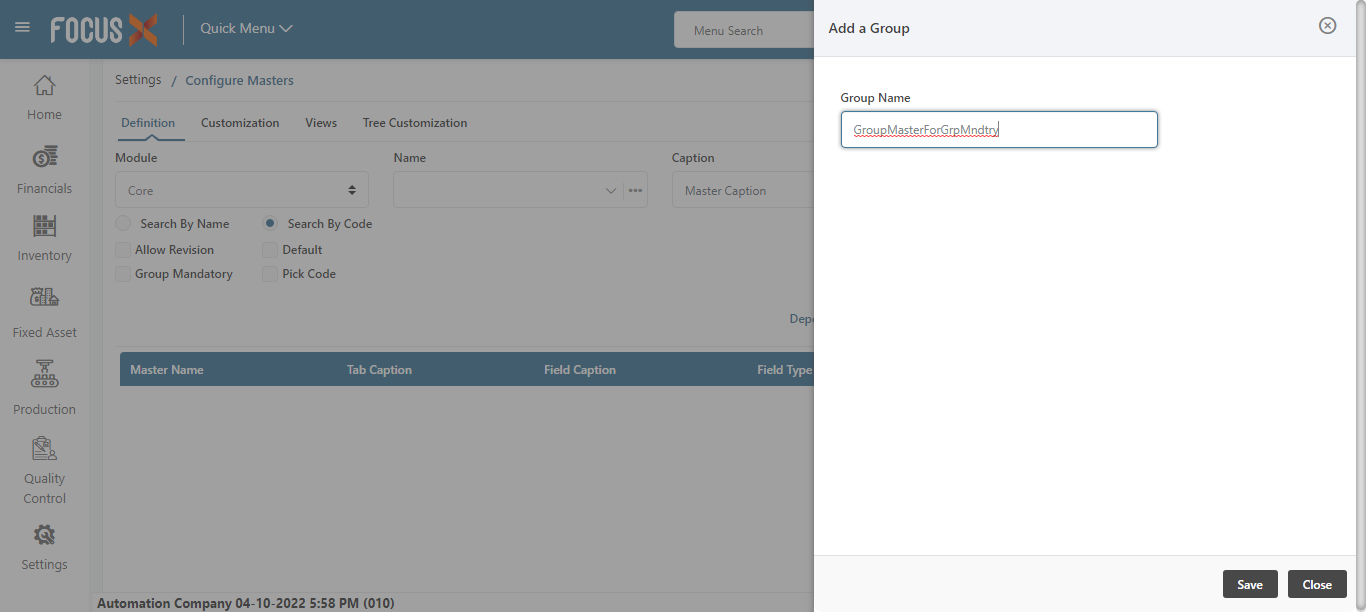 FOCUS X
Quick Menu
Menu Search
Add a Group
Home
Financials
Inventory
Fixed Asset
Production
Quality
Control
Settings
Settings / Configure Masters
Definition Customization Views Tree Customization
Module Name Caption
Core Master Caption
Search By Name Search By Code
Allow Revision Default
Group Mandatory Pick Code
Depe
Master Name Tab Caption Field Caption Field Type
Automation Company 04-10-2022 5:58 PM (010)
Group Name
GroupMasterForGrpMndtry
Save Close